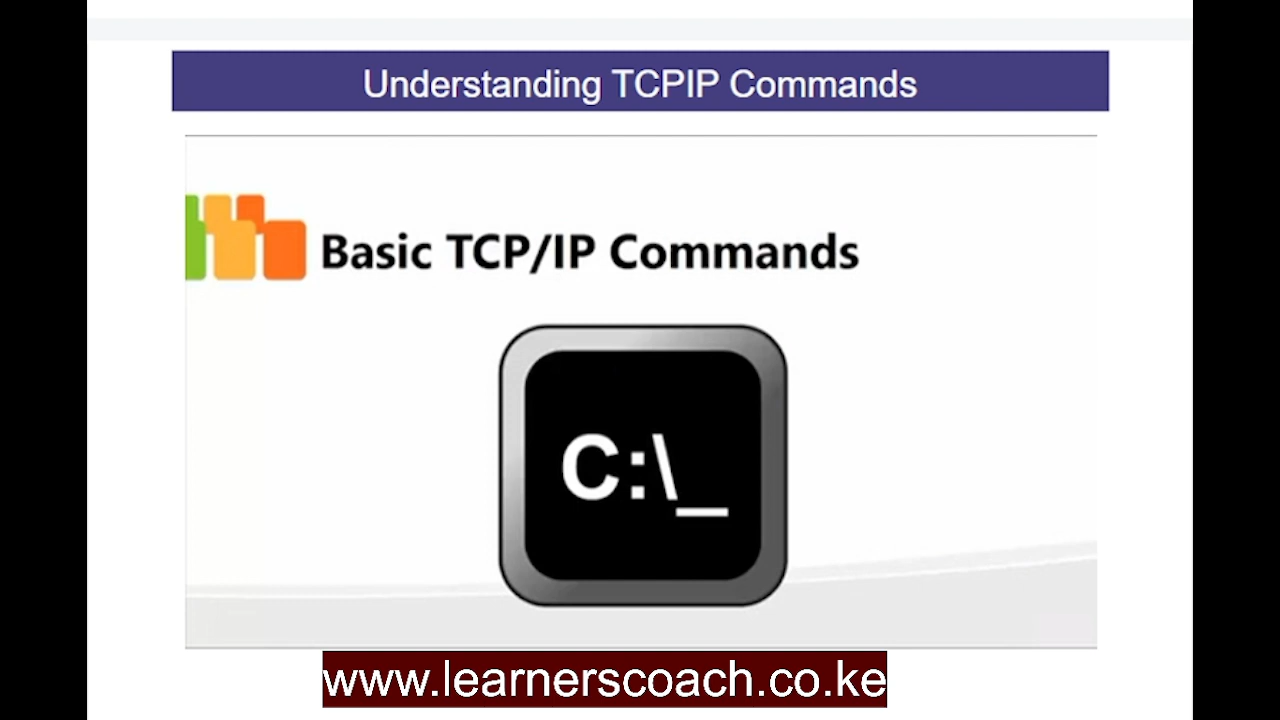 Understanding TCPIP Commands
Basic TCP/IP Commands
C:\_
www.learnerscoach.co.ke